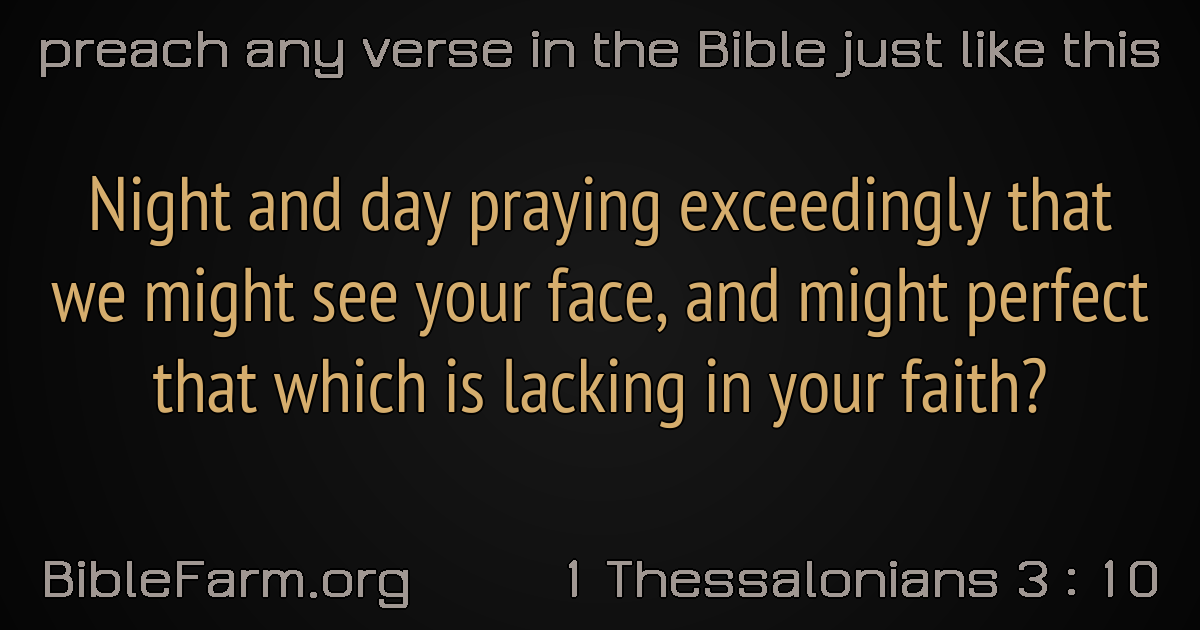 preach any verse in the Bible just like this
Night and day praying exceedingly that
we might see your face, and might perfect
that which is lacking in your faith?
BibleFarm.org
1 Thessalonians 3 : 10